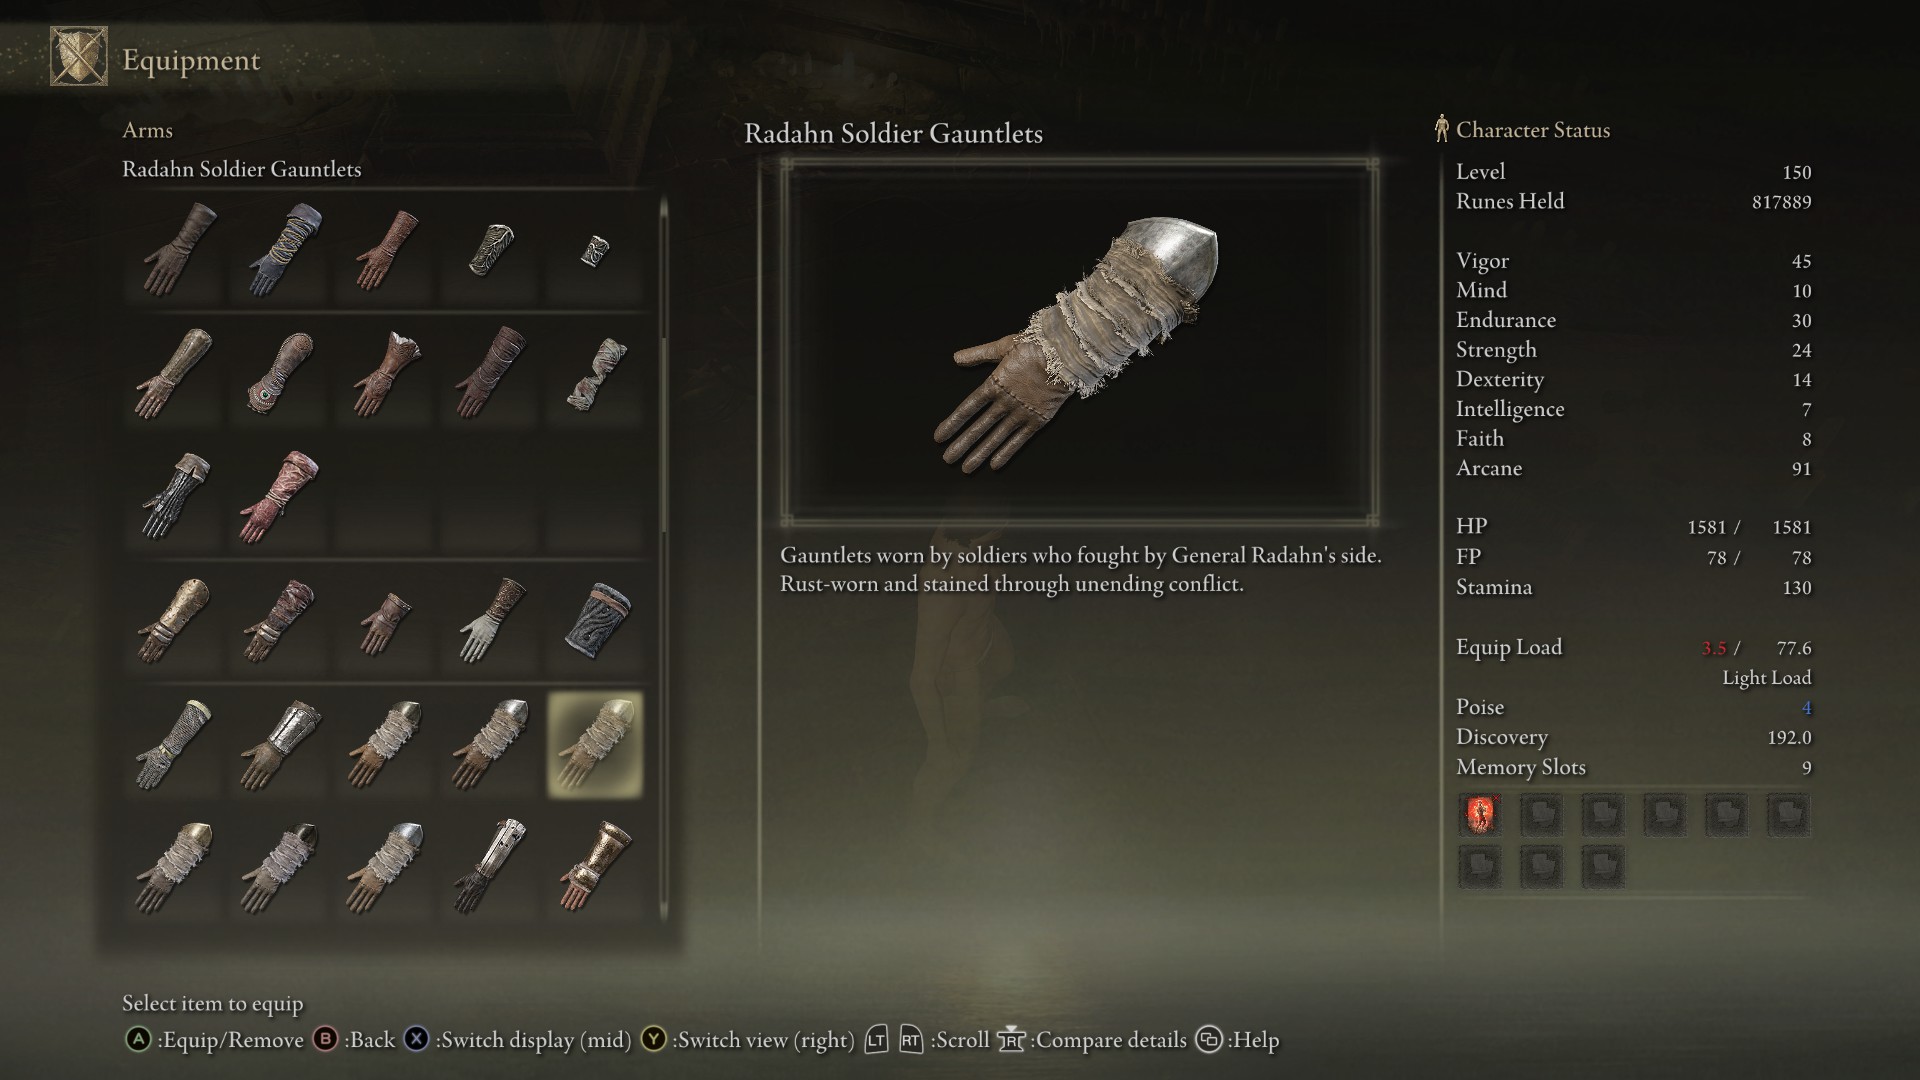 Equipment
Arms
Radahn Soldier Gauntlets
Radahn Soldier Gauntlets
Gauntlets worn by soldiers who fought by General Radahn's side.
Rust-worn and stained through unending conflict.
Character Status
Level 150
Runes Held 817889
Vigor 45
Mind 10
Endurance 30
Strength 24
Dexterity 14
Intelligence 7
Faith 8
Arcane 91
HP 1581 / 1581
FP 78 / 78
Stamina 130
Equip Load 3.5 / 77.6
Light Load
Poise 4
Discovery 192.0
Memory Slots 9
Select item to equip
A :Equip/Remove B :Back X :Switch display (mid) Y :Switch view (right) LT RT :Scroll R :Compare details :Help